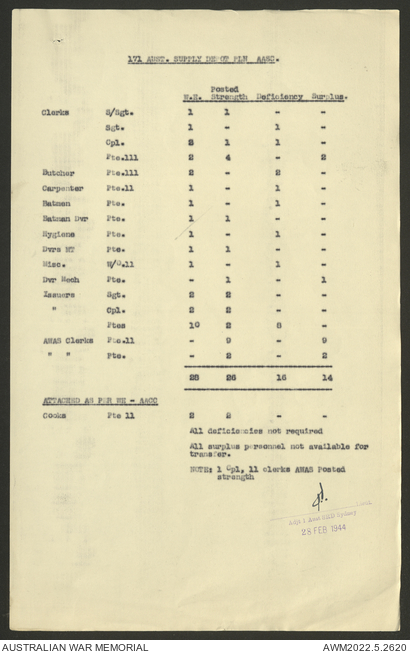 171 AUST. SUPPLY DEPOT PLN AASC.
Posted
W.E. Strength Deficiency Surplus.
Clerks S/Sgt. 1 1 - -
Sgt. 1 - 1 -
Cpl. 2 1 1 -
Pte.111 2 4 - 2
Butcher Pte.111 2 - 2 -
Carpenter Pte.11 1 - 1 -
Batmen Pte. 1 - 1 -
Batman Dvr Pte. 1 1 - -
Hygiene Pte. 1 - 1 -
Dvrs MT Pte. 1 1 - -
Misc. 1 - 1 -
Dvr Mech Pte. - 1 - 1
Issuers Sgt. 2 2 - -
" Cpl. 2 2 - -
Ptes 10 2 8 -
AWAS Clerks Pte.11 - 9 - 9
" " Pte. - 2 - 2
28 26 16 14
ATTACHED AS PER WE - AACC
Cooks Pte 11 2 2 - -
All deficiencies not required
All surplus personnel not available for
transfer.
NOTE: 1 Cpl, 11 clerks AWAS Posted
strength
28 FEB 1944
AUSTRALIAN WAR MEMORIAL
AWM2022.5.2620